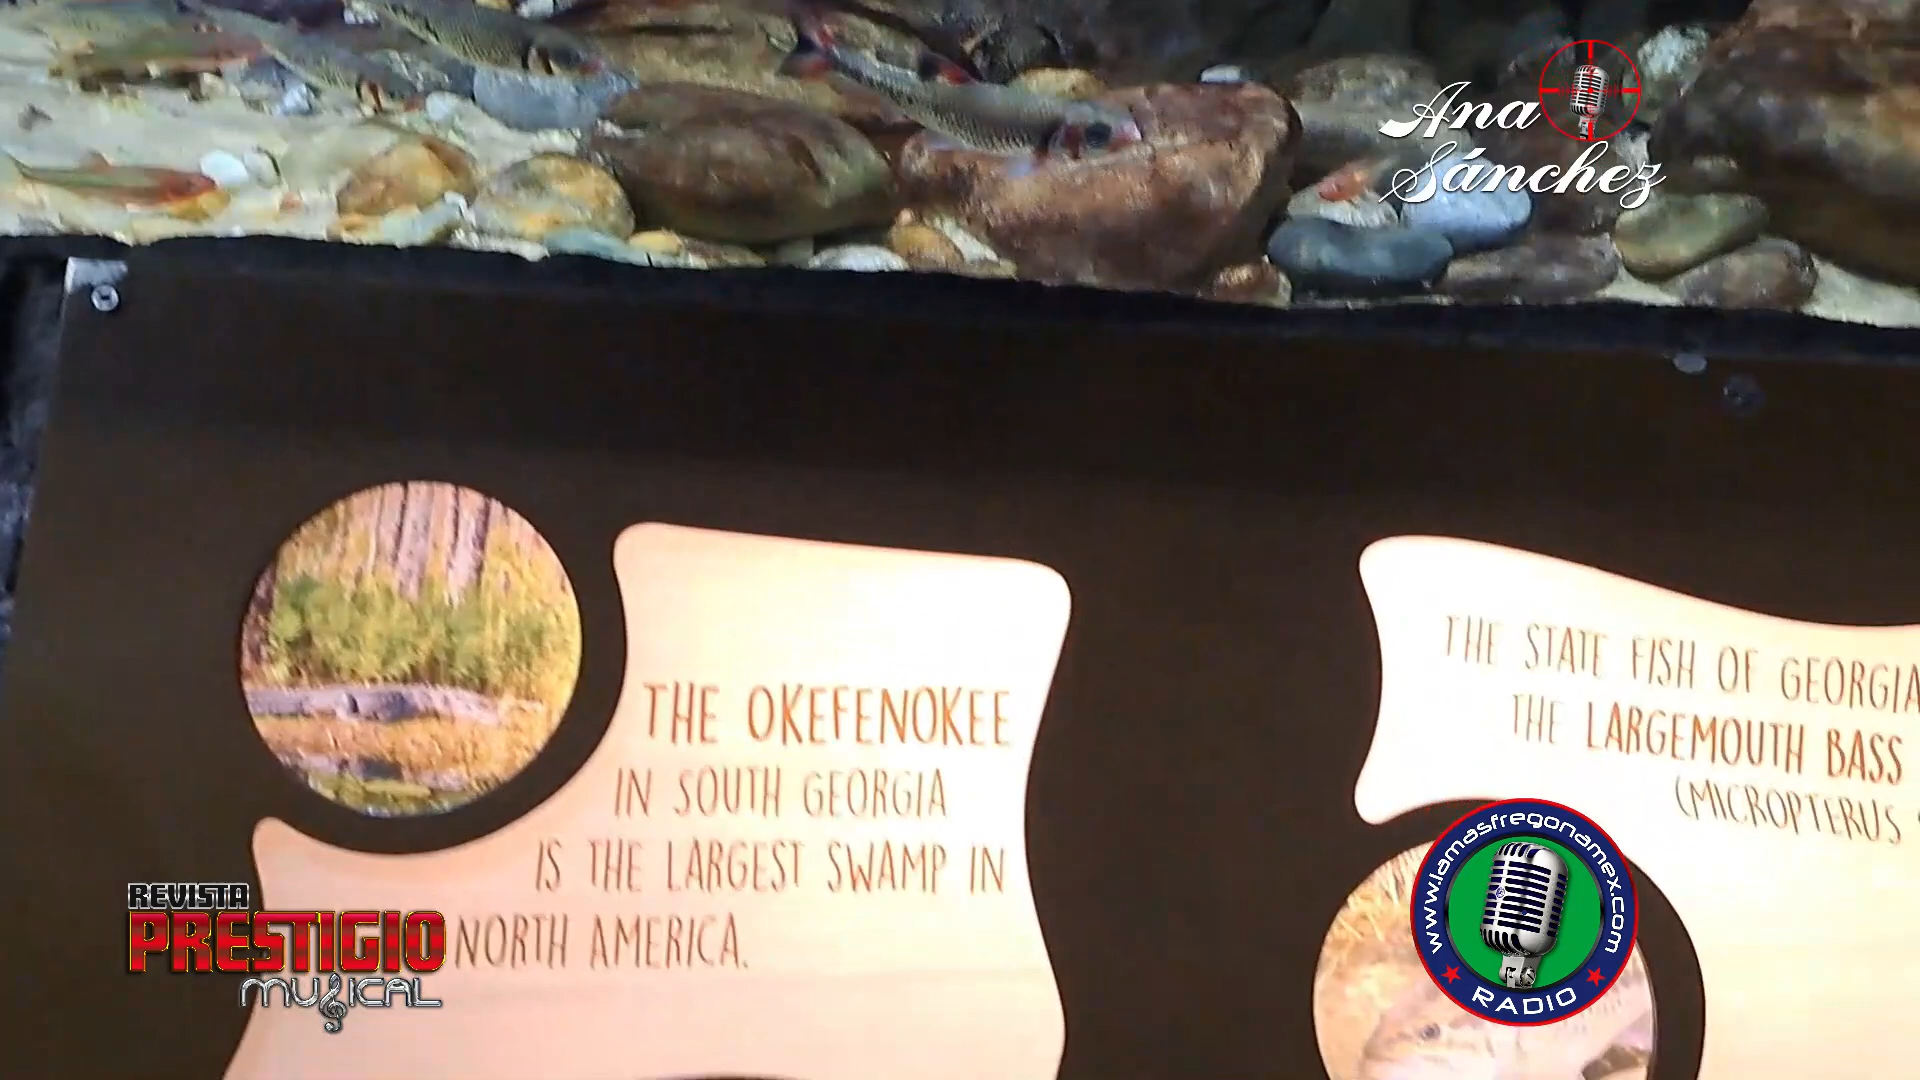 Ana
Sánchez
THE OKEFENOKEE
IN SOUTH GEORGIA
IS THE LARGEST SWAMP IN
NORTH AMERICA.
THE STATE FISH OF GEORGIA
THE LARGEMOUTH BASS
(MICROPTERUS
REVISTA
PRESTIGIO
MUSICAL
www.lamasfregonamex.com
RADIO